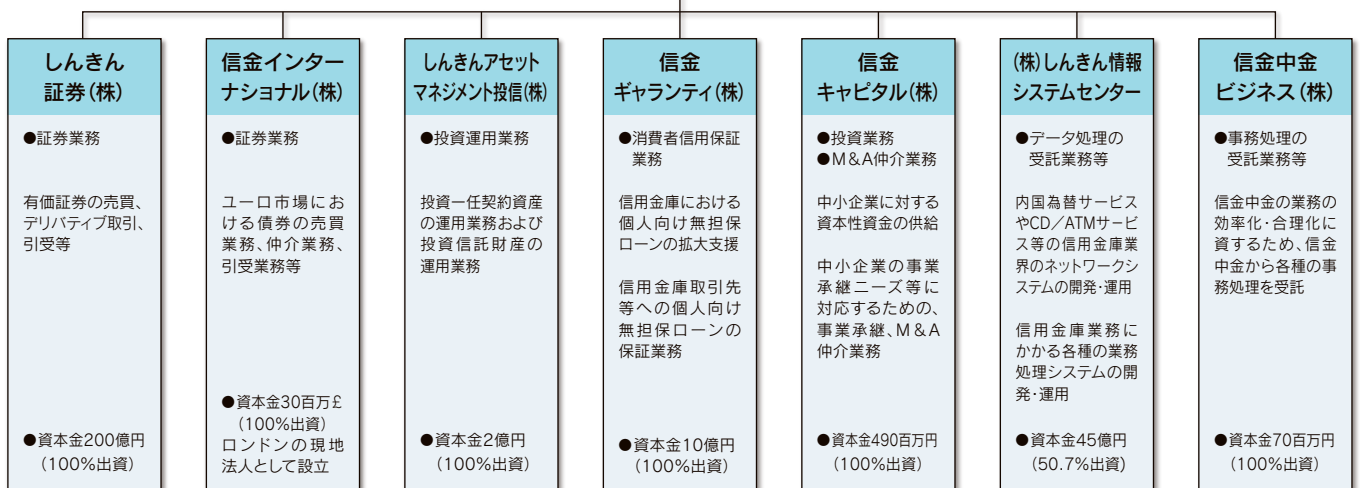 しんきん
証券(株)
●証券業務
有価証券の売買、
デリバティブ取引、
引受等
●資本金200億円
(100%出資)
信金インター
ナショナル(株)
●証券業務
ユーロ市場にお
ける債券の売買
業務、仲介業務、
引受業務等
●資本金30百万£
(100%出資)
ロンドンの現地
法人として設立
しんきんアセット
マネジメント投信(株)
●投資運用業務
投資一任契約資産
の運用業務および
投資信託財産の
運用業務
●資本金2億円
(100%出資)
信金
ギャランティ(株)
●消費者信用保証
業務
信用金庫における
個人向け無担保
ローンの拡大支援
信用金庫取引先
等への個人向け
無担保ローンの
保証業務
●資本金10億円
(100%出資)
信金
キャピタル(株)
●投資業務
●M&A仲介業務
中小企業に対する
資本性資金の供給
中小企業の事業
承継ニーズ等に
対応するための、
事業承継、M&A
仲介業務
●資本金490百万円
(100%出資)
(株)しんきん情報
システムセンター
●データ処理の
受託業務等
内国為替サービス
やCD/ATMサービ
ス等の信用金庫業
界のネットワークシ
ステムの開発・運用
信用金庫業務に
かかる各種の業務
処理システムの開
発・運用
●資本金45億円
(50.7%出資)
信金中金
ビジネス(株)
●事務処理の
受託業務等
信金中金の業務の
効率化・合理化に
資するため、信金
中金から各種の事
務処理を受託
●資本金70百万円
(100%出資)